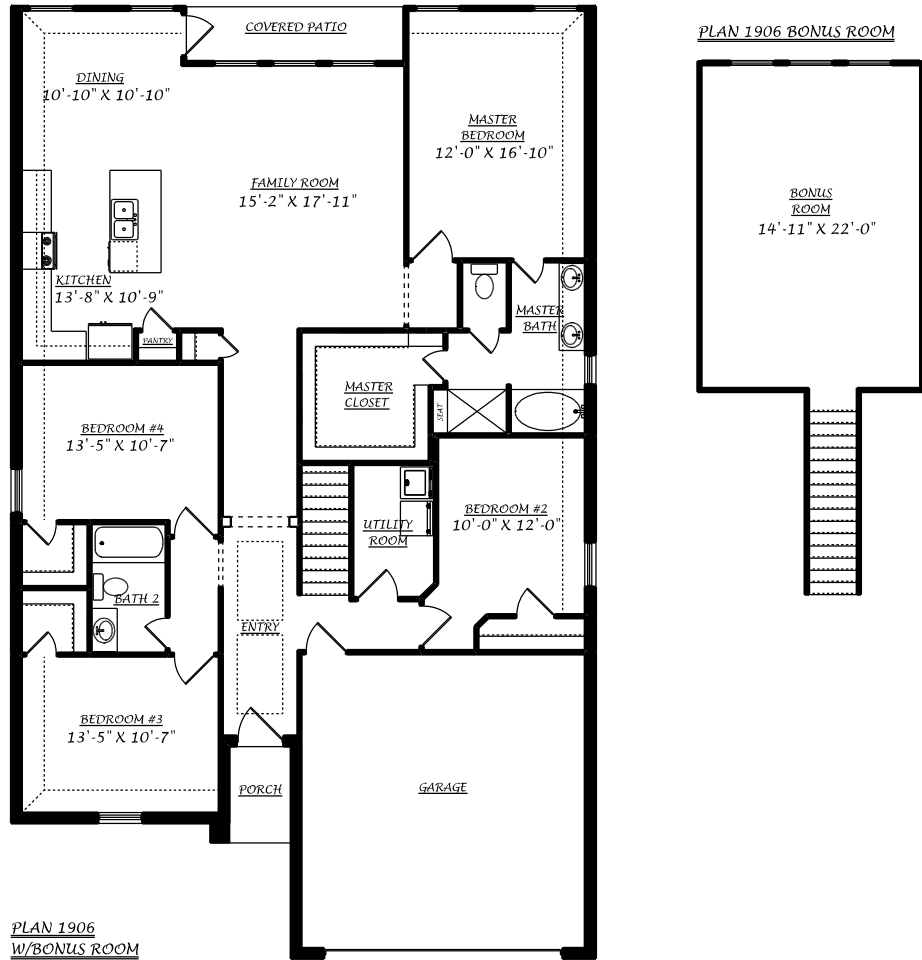 COVERED PATIO
PLAN 1906 BONUS ROOM
DINING
10'-10" X 10'-10"
MASTER
BEDROOM
12'-0" X 16'-10"
FAMILY ROOM
15'-2" X 17'-11"
BONUS
ROOM
14'-11" X 22'-0"
KITCHEN
13'-8" X 10'-9"
PANTRY
MASTER
BATH
MASTER
CLOSET
SEAT
BEDROOM #4
13'-5" X 10'-7"
BEDROOM #2
10'-0" X 12'-0"
UTILITY
ROOM
BATH 2
ENTRY
BEDROOM #3
13'-5" X 10'-7"
PORCH
GARAGE
PLAN 1906
W/BONUS ROOM